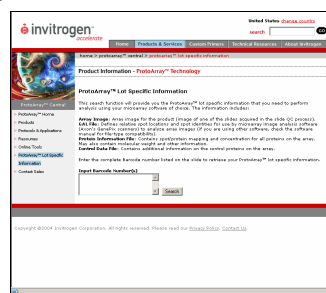 United States change country
invitrogen
accelerate
search GO
Home Products & Services Custom Primers Technical Resources About Invitrogen
home > protoarray™ central > protoarray™ lot specific information
Product Information - ProtoArray™ Technology
ProtoArray™ Central
ProtoArray™ Home
Products
Protocols & Applications
Resources
Online Tools
ProtoArray™ Lot Specific
Information
Contact Sales
ProtoArray™ Lot Specific
This search function will provide you the ProtoArray™ lot specific information that you need to perform
analysis using your microarray software of choice. This information includes:
Array Image: Array image for the product (image of one of the slides acquired in the slide QC process).
GAL File: Defines relative spot locations and spot identities for use by microarray image analysis software
(Axon's GenePix scanners) to analyze array images (if you are using other software, check the software
manual for file type compatibility).
Protein Information File: Contains spot/protein mapping and concentration for all proteins on the array.
May also contain molecular weight and other information.
Control Data File: Contains additional information on the control proteins on the array.
Enter the complete Barcode number listed on the slide to retrieve your ProtoArray™ lot specific information.
Input Barcode Number(s)
Search
Copyright ©2004 Invitrogen Corporation. All rights reserved. Please read our Privacy Policy. Contact Us.